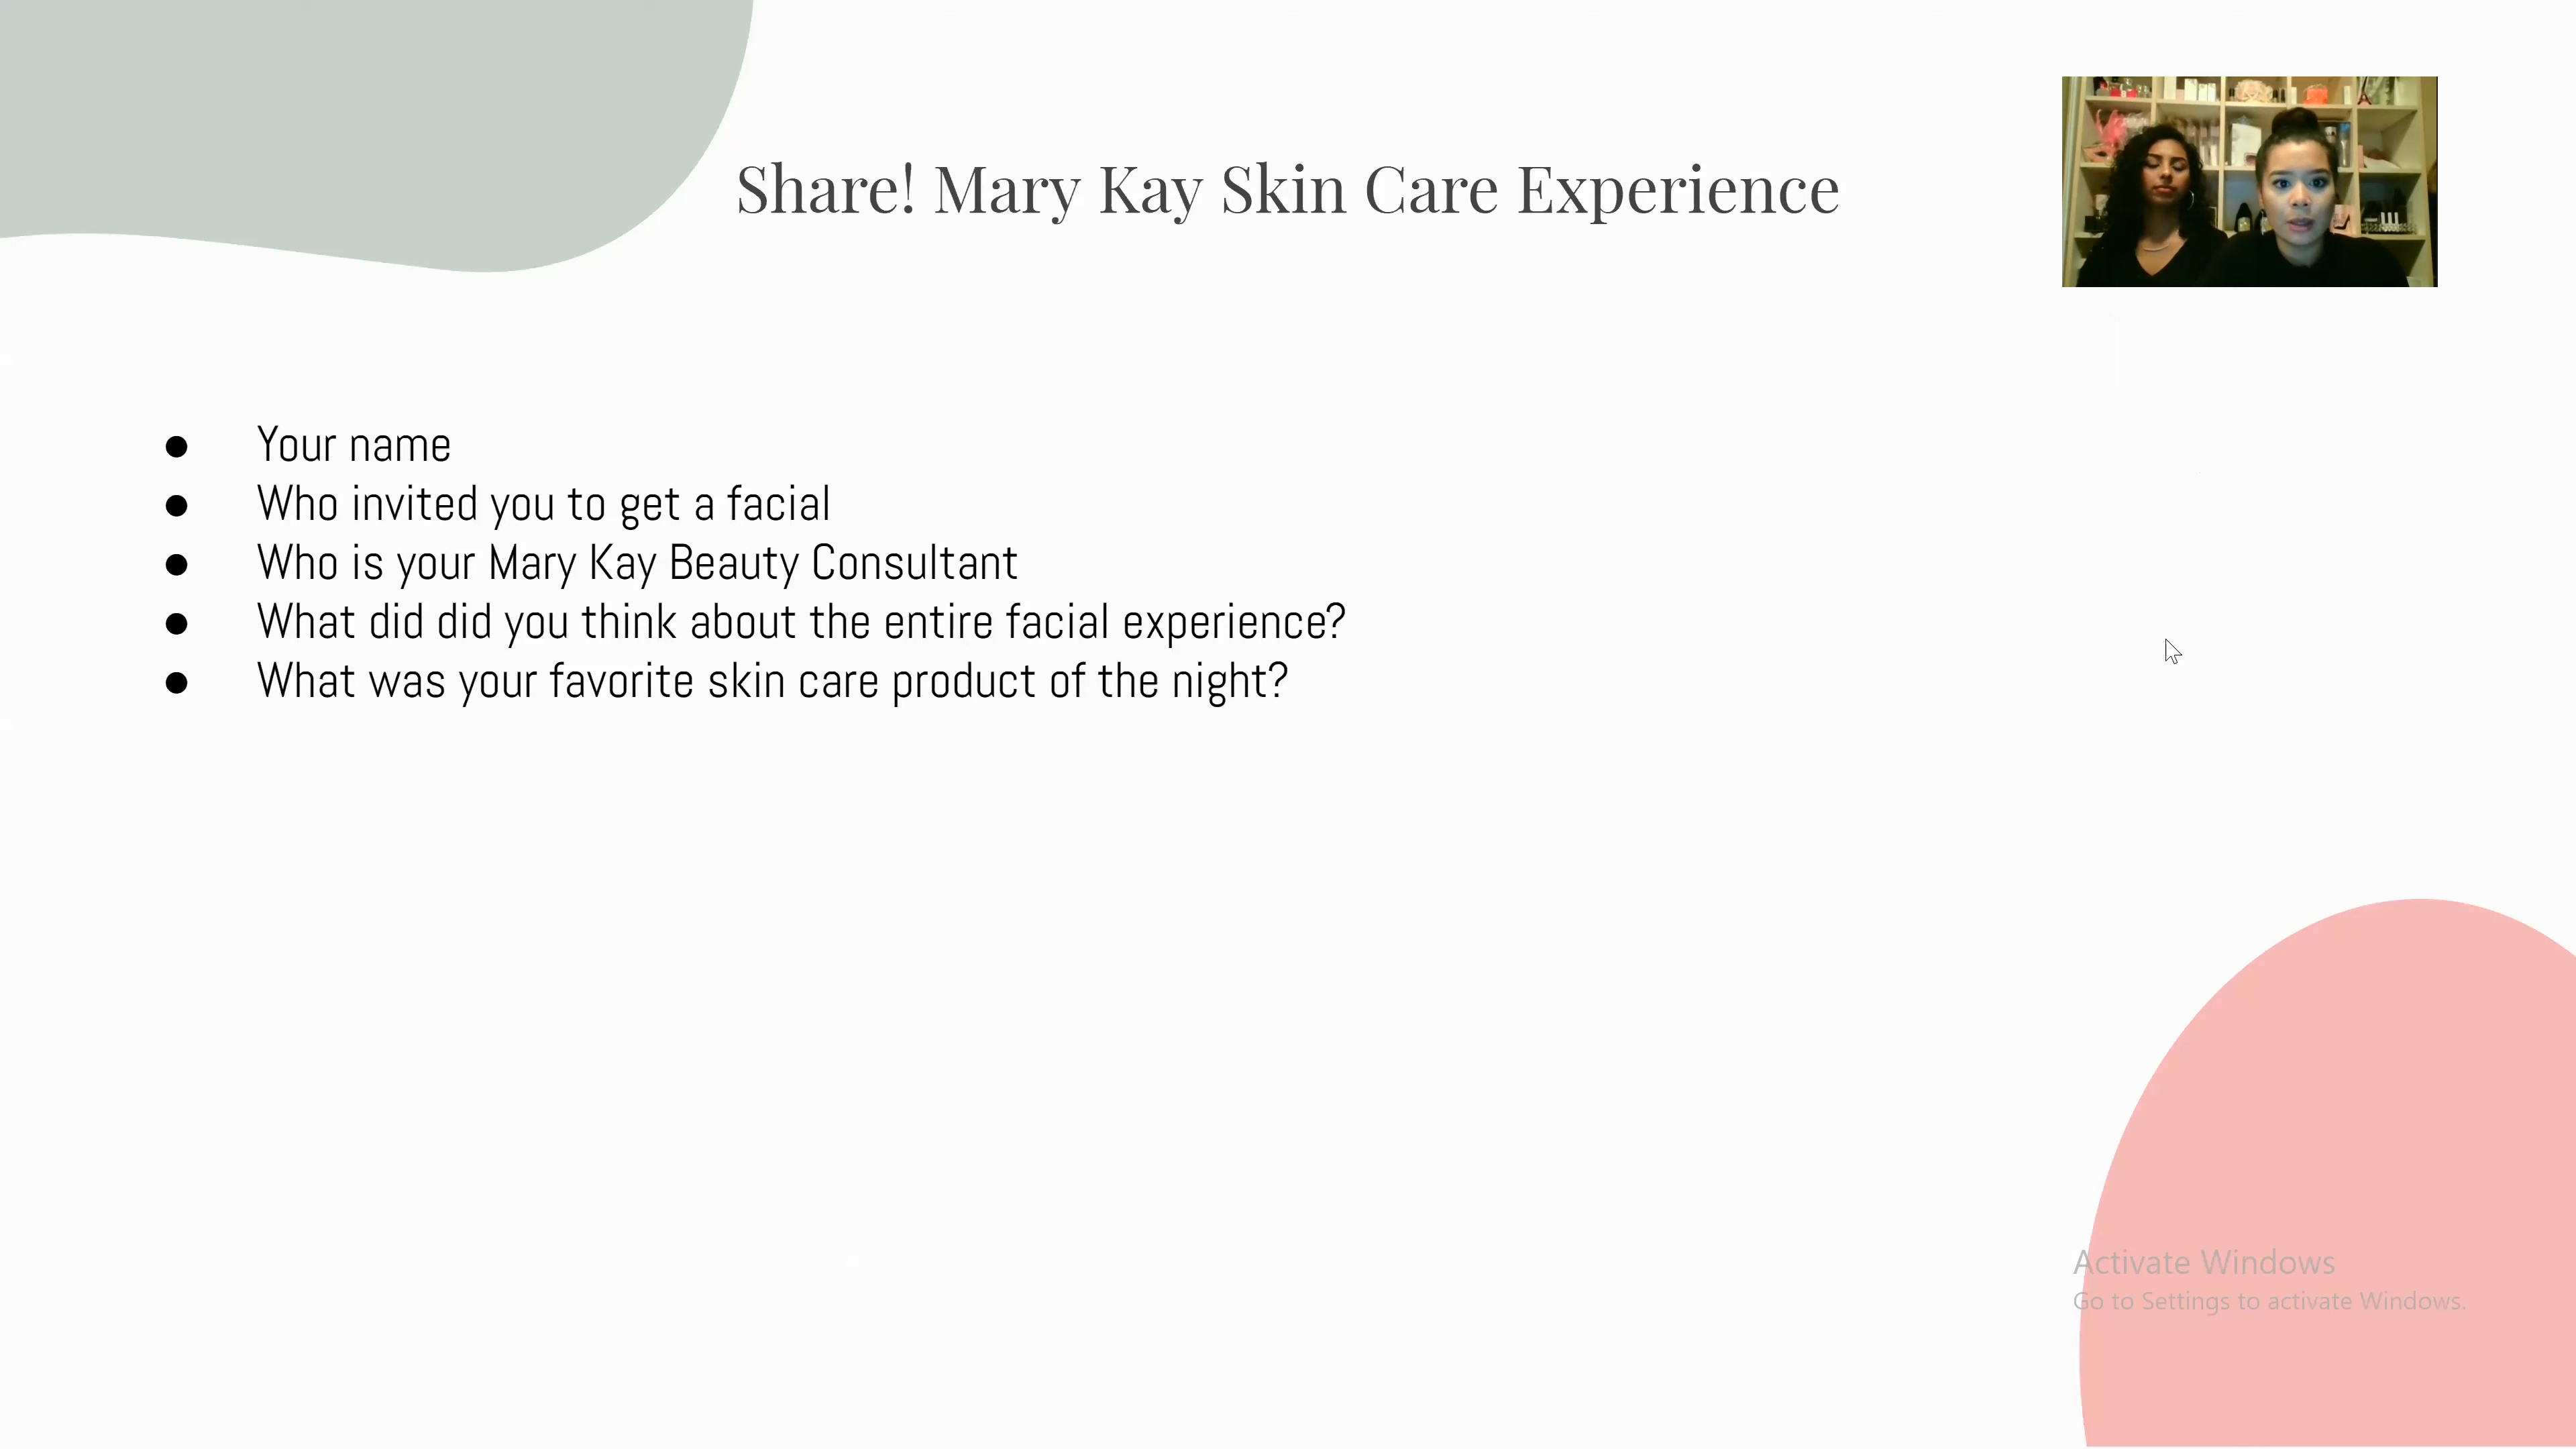 Share! Mary Kay Skin Care Experience
● Your name
● Who invited you to get a facial
● Who is your Mary Kay Beauty Consultant
● What did did you think about the entire facial experience?
● What was your favorite skin care product of the night?
Activate Windows
Go to Settings to activate Windows.